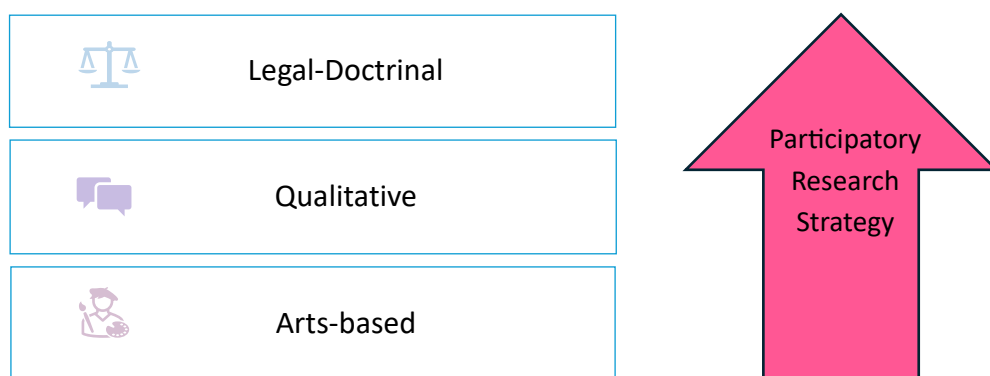 Legal-Doctrinal
Qualitative
Arts-based
Participatory
Research
Strategy